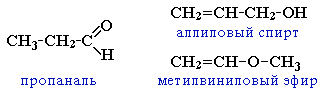 CH₂=CH-CH₂-OH
аллиловый спирт
CH₃-CH₂-C
O
H
CH₂=CH-O-CH₃
пропаналь
метилвиниловый эфир